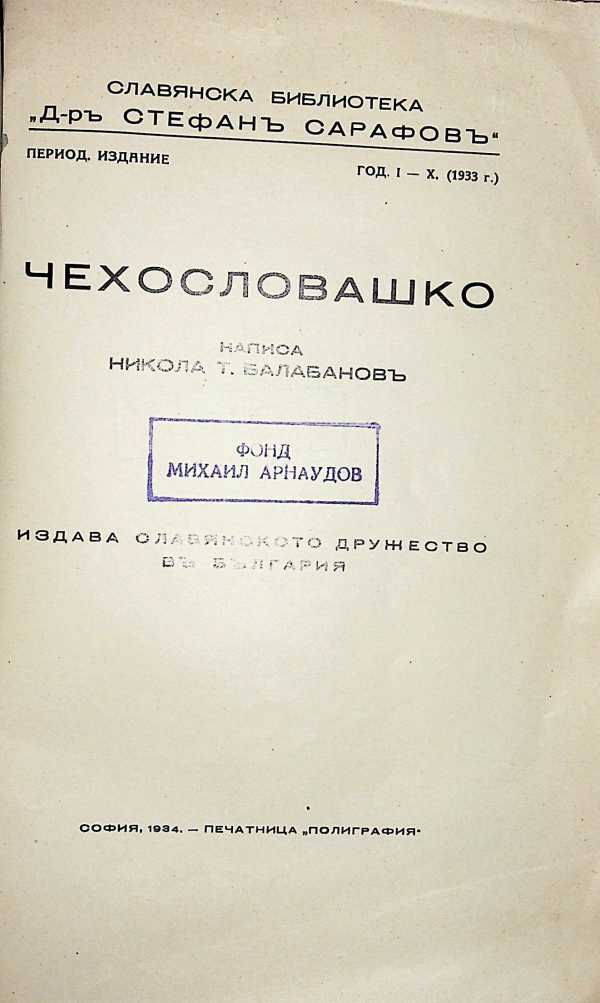 СЛАВЯНСКА БИБЛИОТЕКА
„Д-ръ СТЕФАНЪ САРАФОВЪ“
ПЕРИОД. ИЗДАНИЕ
ГОД. I — X. (1933 г.)
ЧЕХОСЛОВАШКО
НАПИСА
НИКОЛА Т. БАЛАБАНОВЪ
ФОНД
МИХАИЛ АРНАУДОВ
ИЗДАВА СЛАВЯНСКОТО ДРУЖЕСТВО
ВЪ БЪЛГАРИЯ
СОФИЯ, 1934. — ПЕЧАТНИЦА „ПОЛИГРАФИЯ“